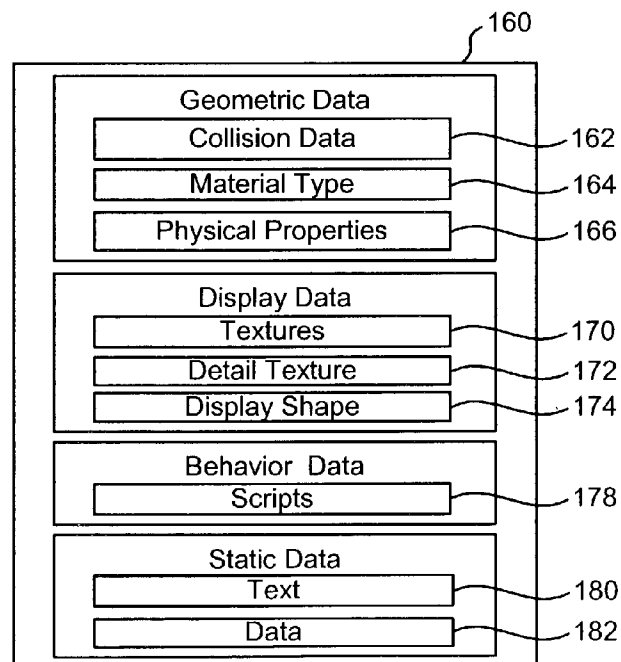 160
Geometric Data
Collision Data 162
Material Type 164
Physical Properties 166
Display Data
Textures 170
Detail Texture 172
Display Shape 174
Behavior Data
Scripts 178
Static Data
Text 180
Data 182